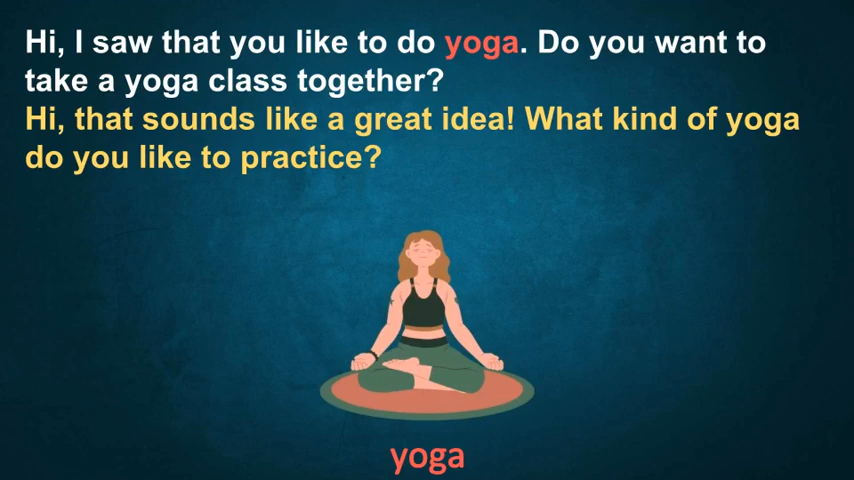 Hi, I saw that you like to do yoga. Do you want to
take a yoga class together?
Hi, that sounds like a great idea! What kind of yoga
do you like to practice?
yoga